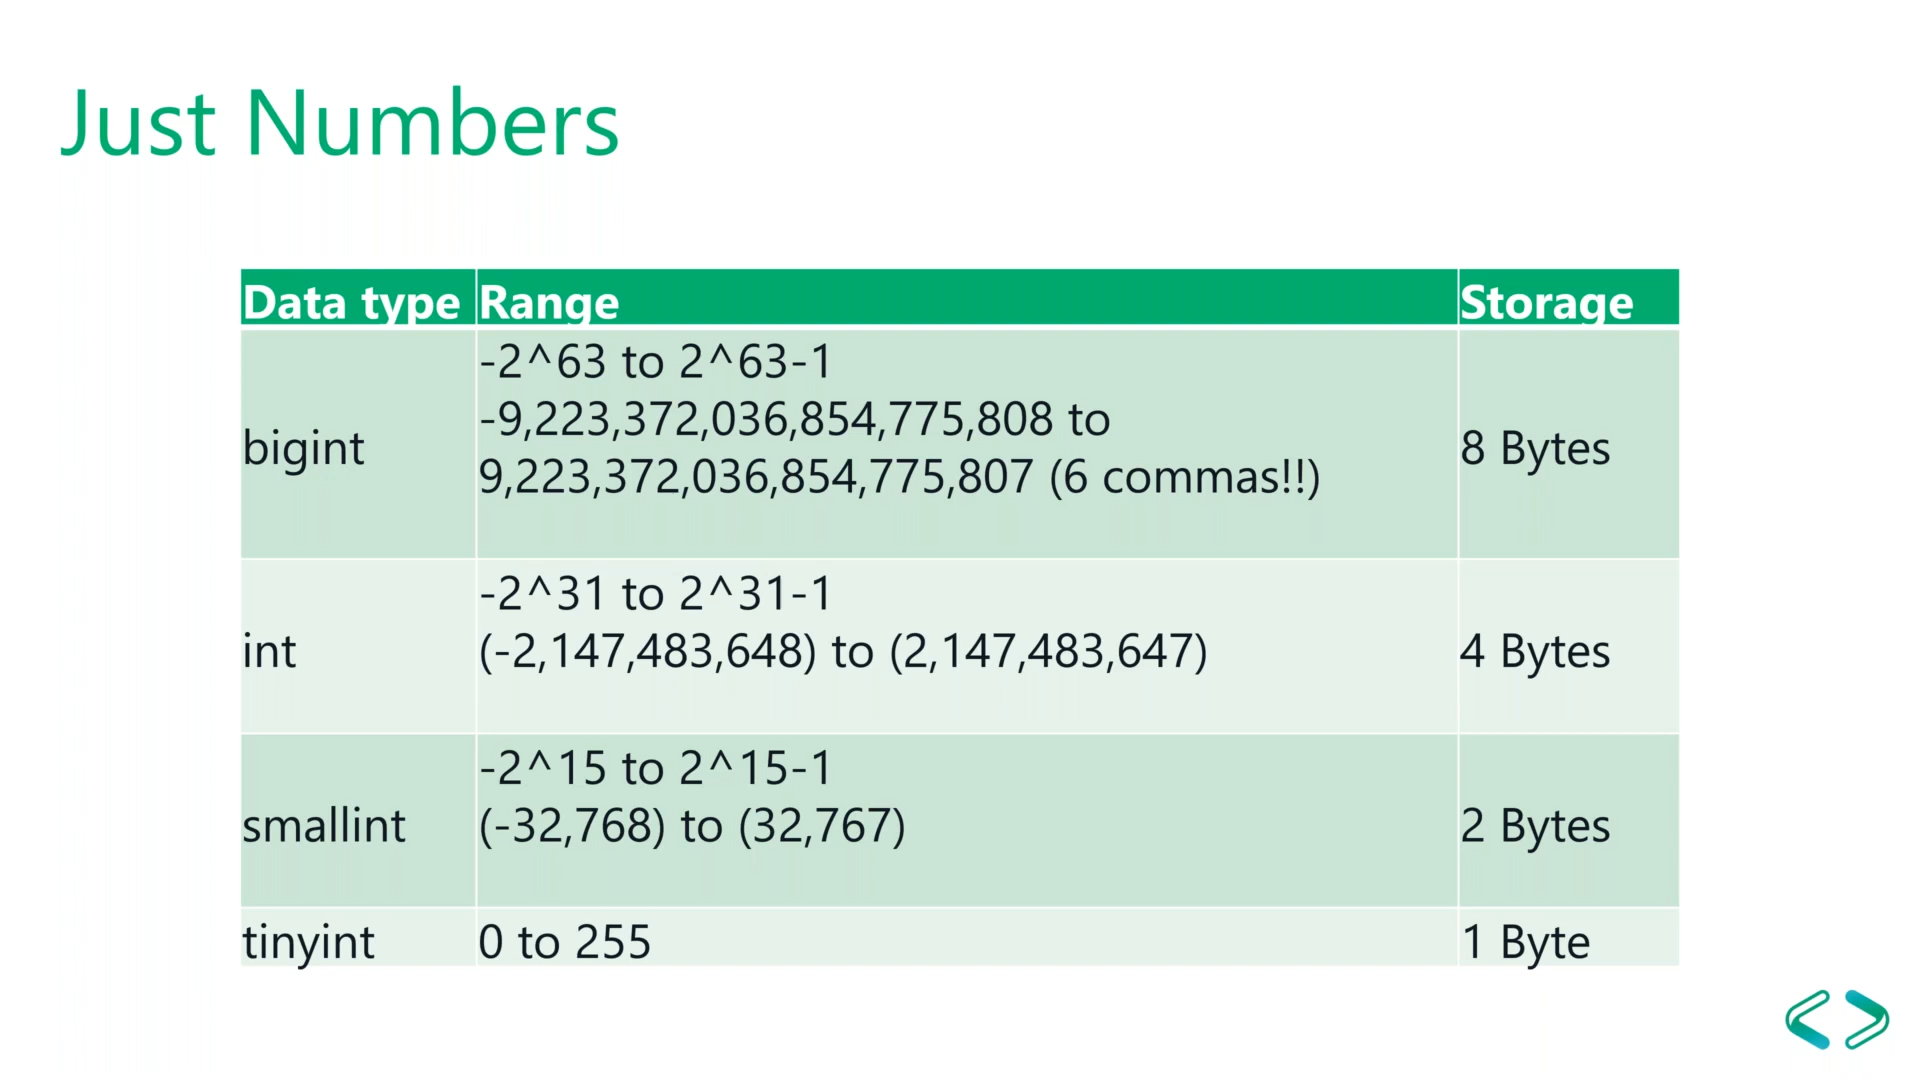 Just Numbers
Data type Range Storage
bigint
-2^63 to 2^63-1
-9,223,372,036,854,775,808 to
9,223,372,036,854,775,807 (6 commas!!)
8 Bytes
int
-2^31 to 2^31-1
(-2,147,483,648) to (2,147,483,647)
4 Bytes
smallint
-2^15 to 2^15-1
(-32,768) to (32,767)
2 Bytes
tinyint 0 to 255 1 Byte